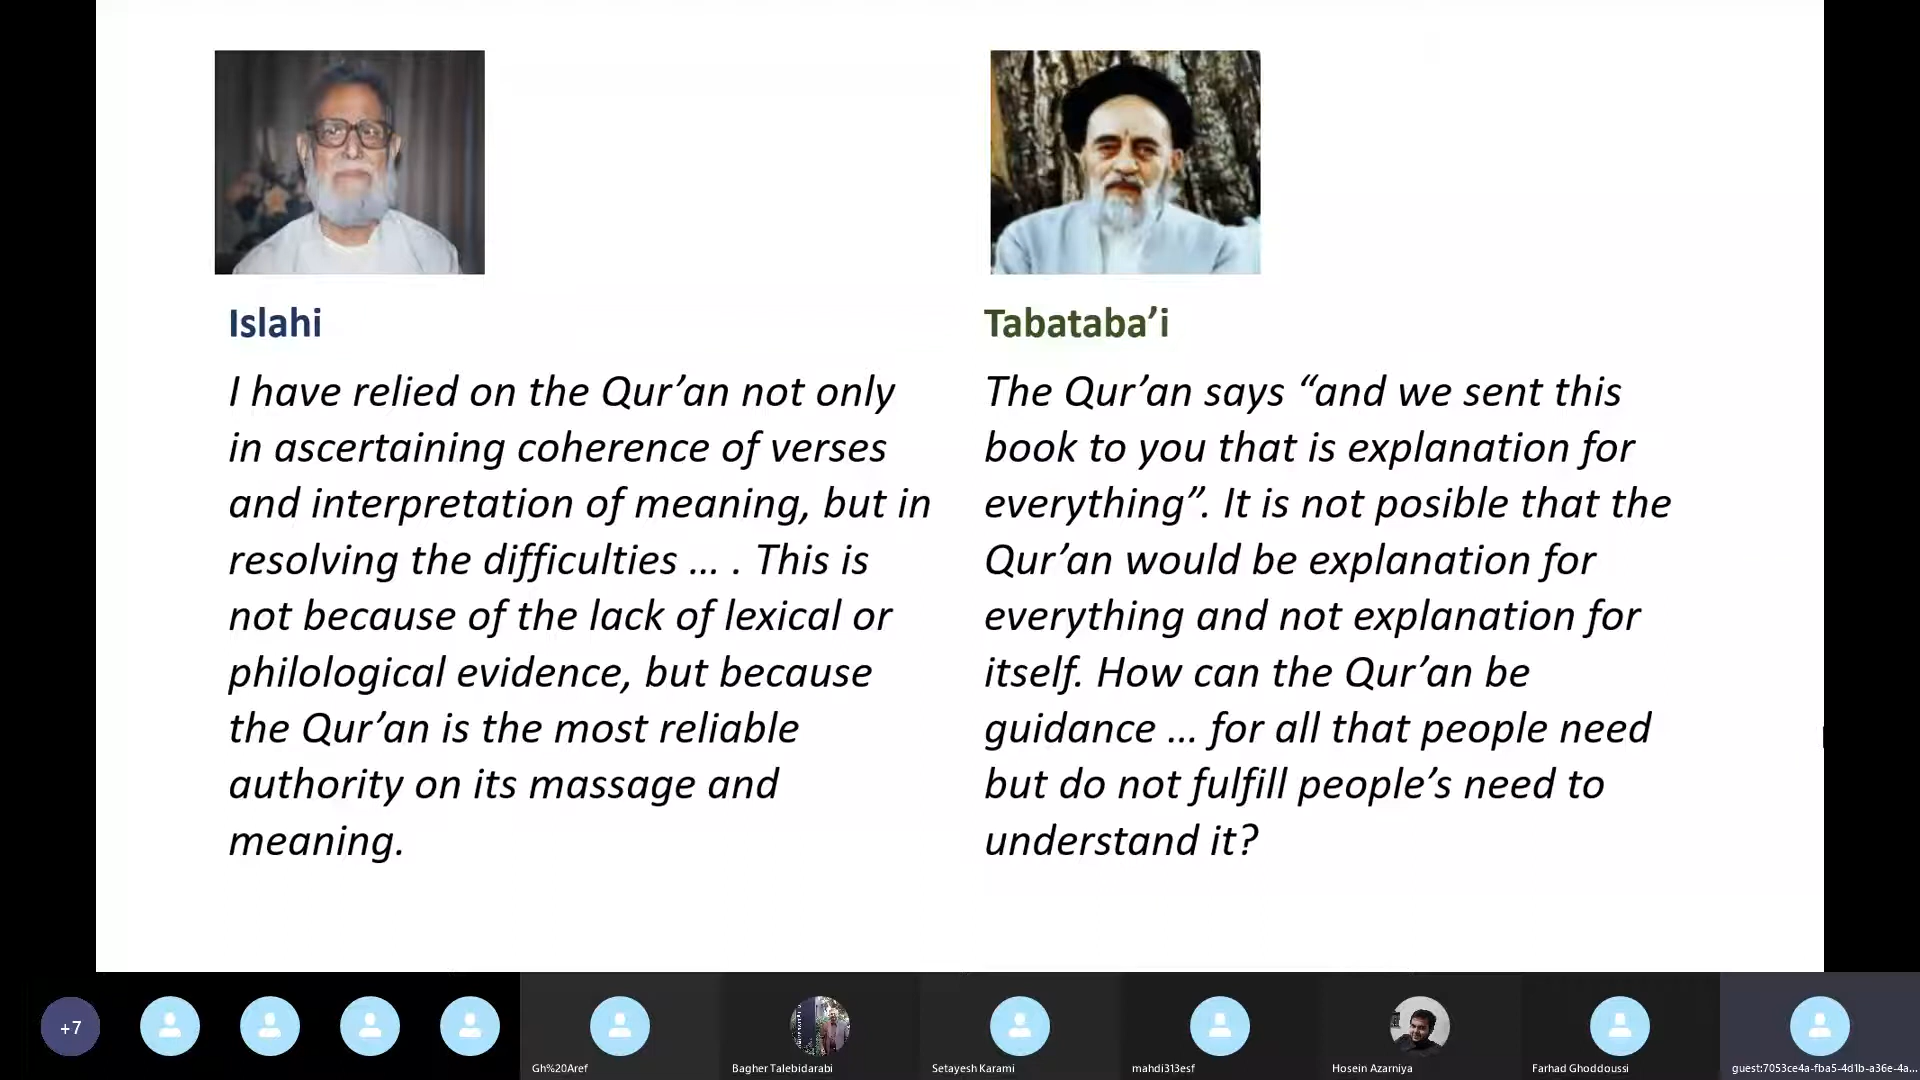 Islahi
I have relied on the Qur’an not only
in ascertaining coherence of verses
and interpretation of meaning, but in
resolving the difficulties ... . This is
not because of the lack of lexical or
philological evidence, but because
the Qur’an is the most reliable
authority on its massage and
meaning.
Tabataba’i
The Qur’an says “and we sent this
book to you that is explanation for
everything”. It is not posible that the
Qur’an would be explanation for
everything and not explanation for
itself. How can the Qur’an be
guidance ... for all that people need
but do not fulfill people’s need to
understand it?
+7
Gh%20Aref
Bagher Talebidarabi
Setayesh Karami
mahdi313esf
Hosein Azarniya
Farhad Ghoddoussi
guest:7053ce4a-fba5-4d1b-a36e-4a...